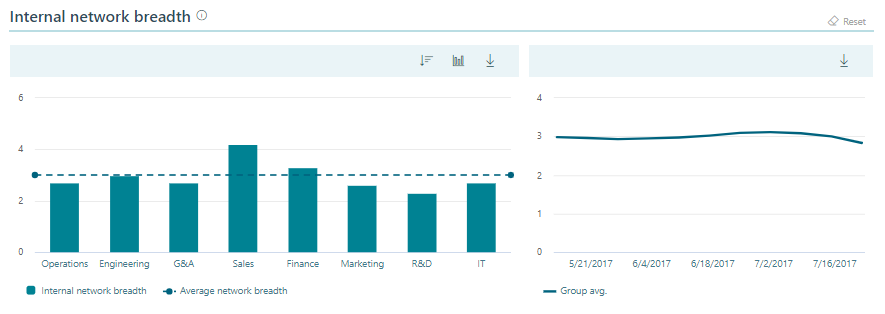 Internal network breadth
Reset
6
4
2
0
Operations Engineering G&A Sales Finance Marketing R&D IT
Internal network breadth Average network breadth
4
3
2
1
0
5/21/2017 6/4/2017 6/18/2017 7/2/2017 7/16/2017
Group avg.